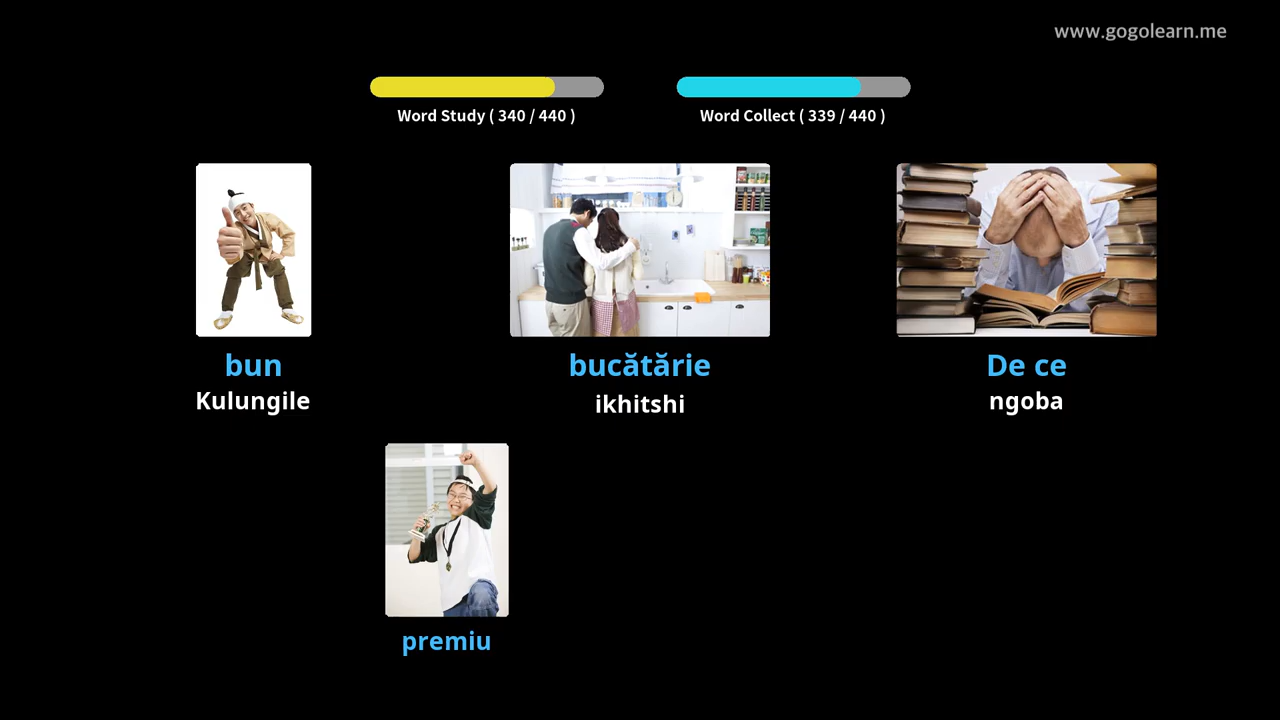 www.gogolearn.me
Word Study ( 340 / 440 )
Word Collect ( 339 / 440 )
bun
Kulungile
bucătărie
ikhitshi
De ce
ngoba
premiu